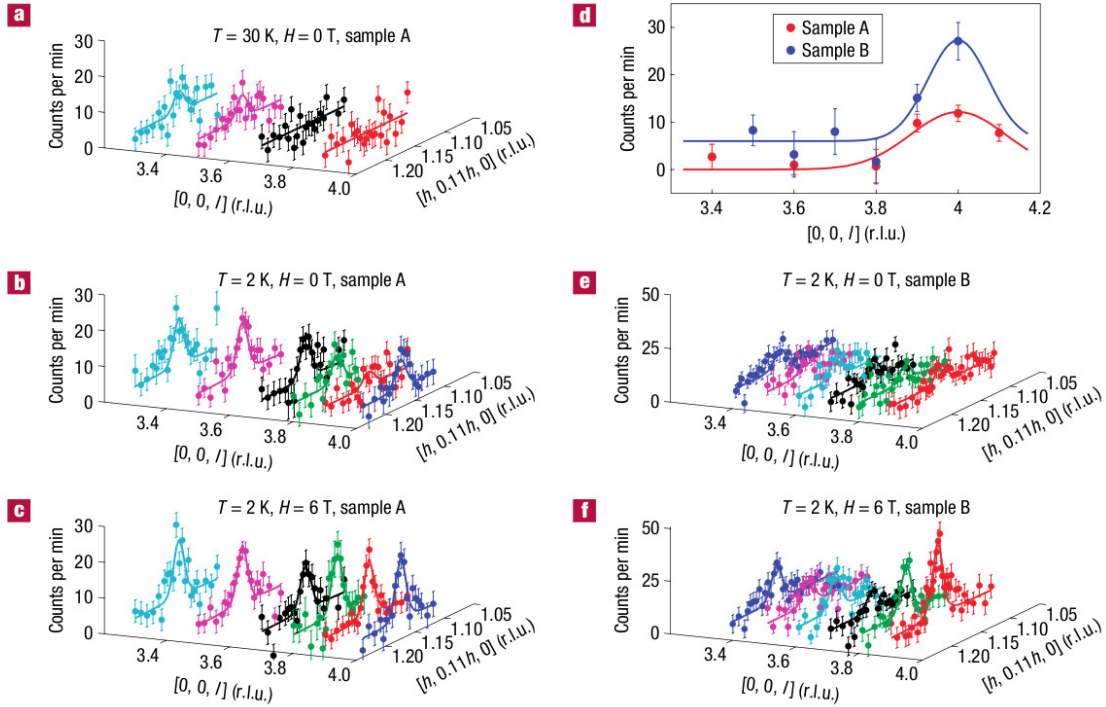 a
T = 30 K, H = 0 T, sample A
Counts per min
30
20
10
0
3.4
3.6
3.8
4.0
[0, 0, l] (r.l.u.)
1.20
1.15
1.10
1.05
[h, 0.11h, 0] (r.l.u.)
d
Sample A
Sample B
Counts per min
30
20
10
0
3.4
3.6
3.8
4
4.2
[0, 0, l] (r.l.u.)
b
T = 2 K, H = 0 T, sample A
Counts per min
30
20
10
0
3.4
3.6
3.8
4.0
[0, 0, l] (r.l.u.)
1.20
1.15
1.10
1.05
[h, 0.11h, 0] (r.l.u.)
e
T = 2 K, H = 0 T, sample B
Counts per min
50
25
0
3.4
3.6
3.8
4.0
[0, 0, l] (r.l.u.)
1.20
1.15
1.10
1.05
[h, 0.11h, 0] (r.l.u.)
c
T = 2 K, H = 6 T, sample A
Counts per min
30
20
10
0
3.4
3.6
3.8
4.0
[0, 0, l] (r.l.u.)
1.20
1.15
1.10
1.05
[h, 0.11h, 0] (r.l.u.)
f
T = 2 K, H = 6 T, sample B
Counts per min
50
25
0
3.4
3.6
3.8
4.0
[0, 0, l] (r.l.u.)
1.20
1.15
1.10
1.05
[h, 0.11h, 0] (r.l.u.)